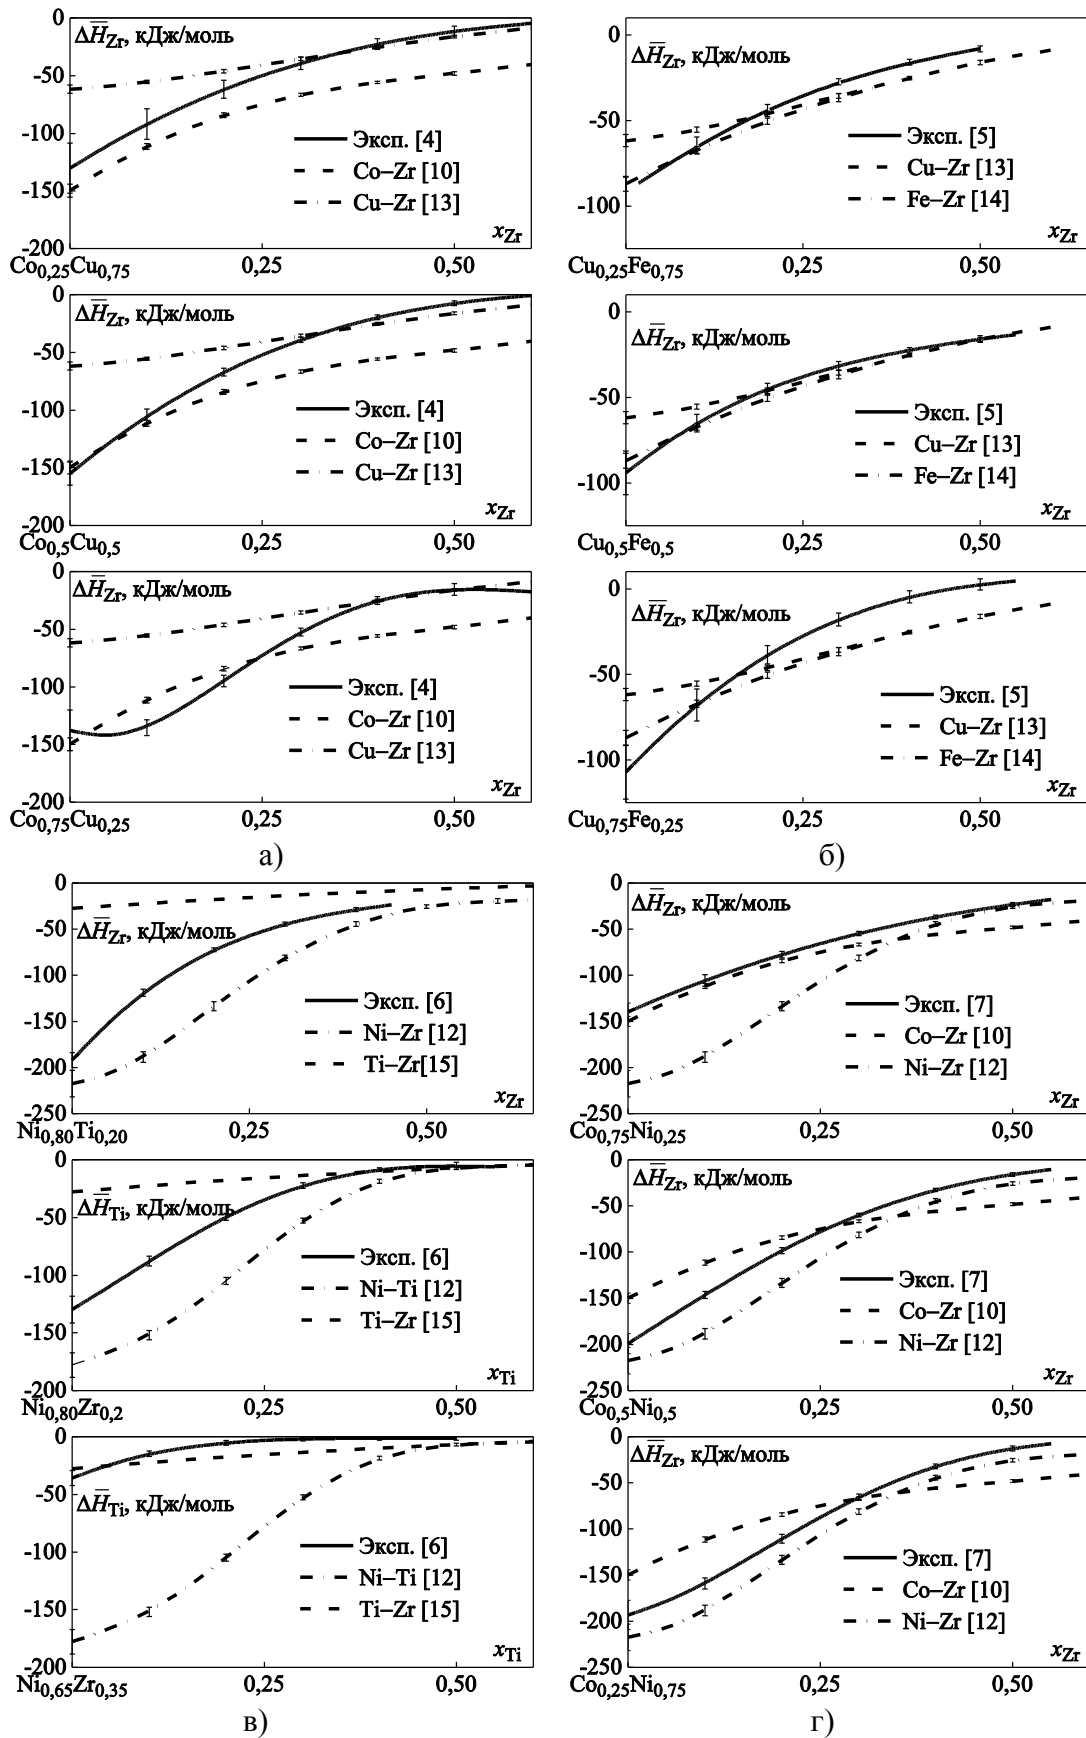 0
-50
-100
-150
-200
ΔH̅Zr, кДж/моль
Эксп. [4]
Co–Zr [10]
Cu–Zr [13]
xZr
Co0,25Cu0,75
0,25
0,50
0
-50
-100
ΔH̅Zr, кДж/моль
Эксп. [5]
Cu–Zr [13]
Fe–Zr [14]
xZr
Cu0,25Fe0,75
0,25
0,50
0
-50
-100
-150
-200
ΔH̅Zr, кДж/моль
Эксп. [4]
Co–Zr [10]
Cu–Zr [13]
xZr
Co0,5Cu0,5
0,25
0,50
0
-50
-100
ΔH̅Zr, кДж/моль
Эксп. [5]
Cu–Zr [13]
Fe–Zr [14]
xZr
Cu0,5Fe0,5
0,25
0,50
0
-50
-100
-150
-200
ΔH̅Zr, кДж/моль
Эксп. [4]
Co–Zr [10]
Cu–Zr [13]
xZr
Co0,75Cu0,25
0,25
0,50
а)
0
-50
-100
ΔH̅Zr, кДж/моль
Эксп. [5]
Cu–Zr [13]
Fe–Zr [14]
xZr
Cu0,75Fe0,25
0,25
0,50
б)
0
-50
-100
-150
-200
-250
ΔH̅Zr, кДж/моль
Эксп. [6]
Ni–Zr [12]
Ti–Zr[15]
xZr
Ni0,80Ti0,20
0,25
0,50
0
-50
-100
-150
-200
-250
ΔH̅Zr, кДж/моль
Эксп. [7]
Co–Zr [10]
Ni–Zr [12]
xZr
Co0,75Ni0,25
0,25
0,50
0
-50
-100
-150
-200
ΔH̅Ti, кДж/моль
Эксп. [6]
Ni–Ti [12]
Ti–Zr [15]
xTi
Ni0,80Zr0,2
0,25
0,50
0
-50
-100
-150
-200
-250
ΔH̅Zr, кДж/моль
Эксп. [7]
Co–Zr [10]
Ni–Zr [12]
xZr
Co0,5Ni0,5
0,25
0,50
0
-50
-100
-150
-200
ΔH̅Ti, кДж/моль
Эксп. [6]
Ni–Ti [12]
Ti–Zr [15]
xTi
Ni0,65Zr0,35
0,25
0,50
в)
0
-50
-100
-150
-200
-250
ΔH̅Zr, кДж/моль
Эксп. [7]
Co–Zr [10]
Ni–Zr [12]
xZr
Co0,25Ni0,75
0,25
0,50
г)